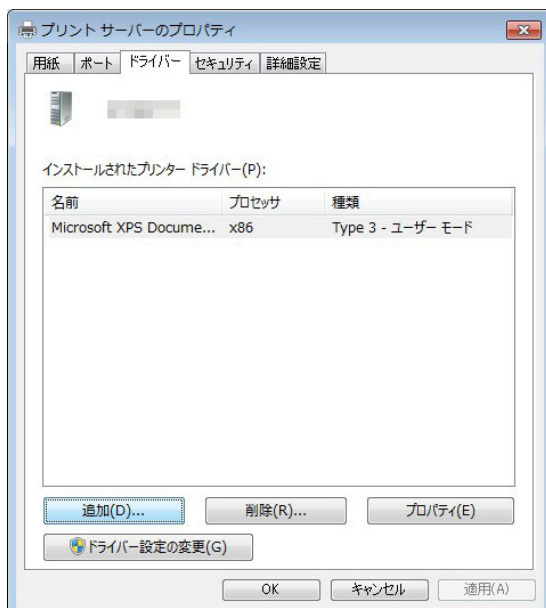 プリント サーバーのプロパティ
用紙 ポート ドライバー セキュリティ 詳細設定
インストールされたプリンター ドライバー(P):
名前 プロセッサ 種類
Microsoft XPS Docume... x86 Type 3 - ユーザー モード
追加(D)... 削除(R)... プロパティ(E)
ドライバー設定の変更(G)
OK キャンセル 適用(A)